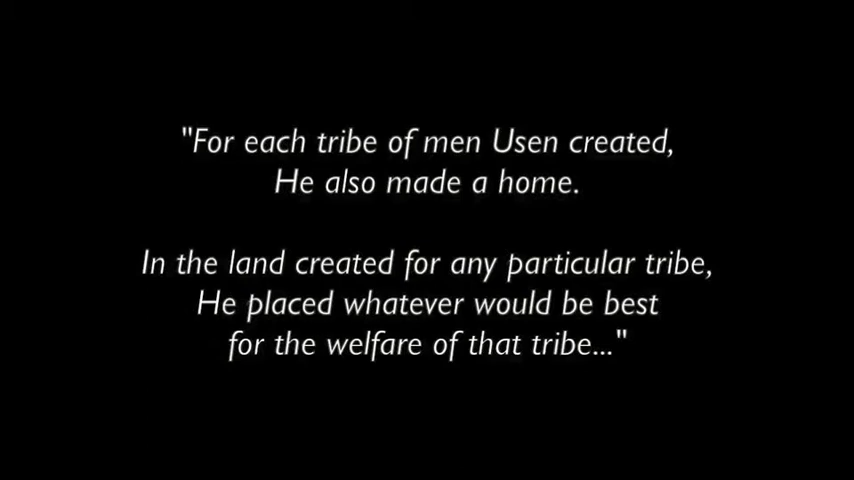 "For each tribe of men Usen created,
He also made a home.
In the land created for any particular tribe,
He placed whatever would be best
for the welfare of that tribe..."